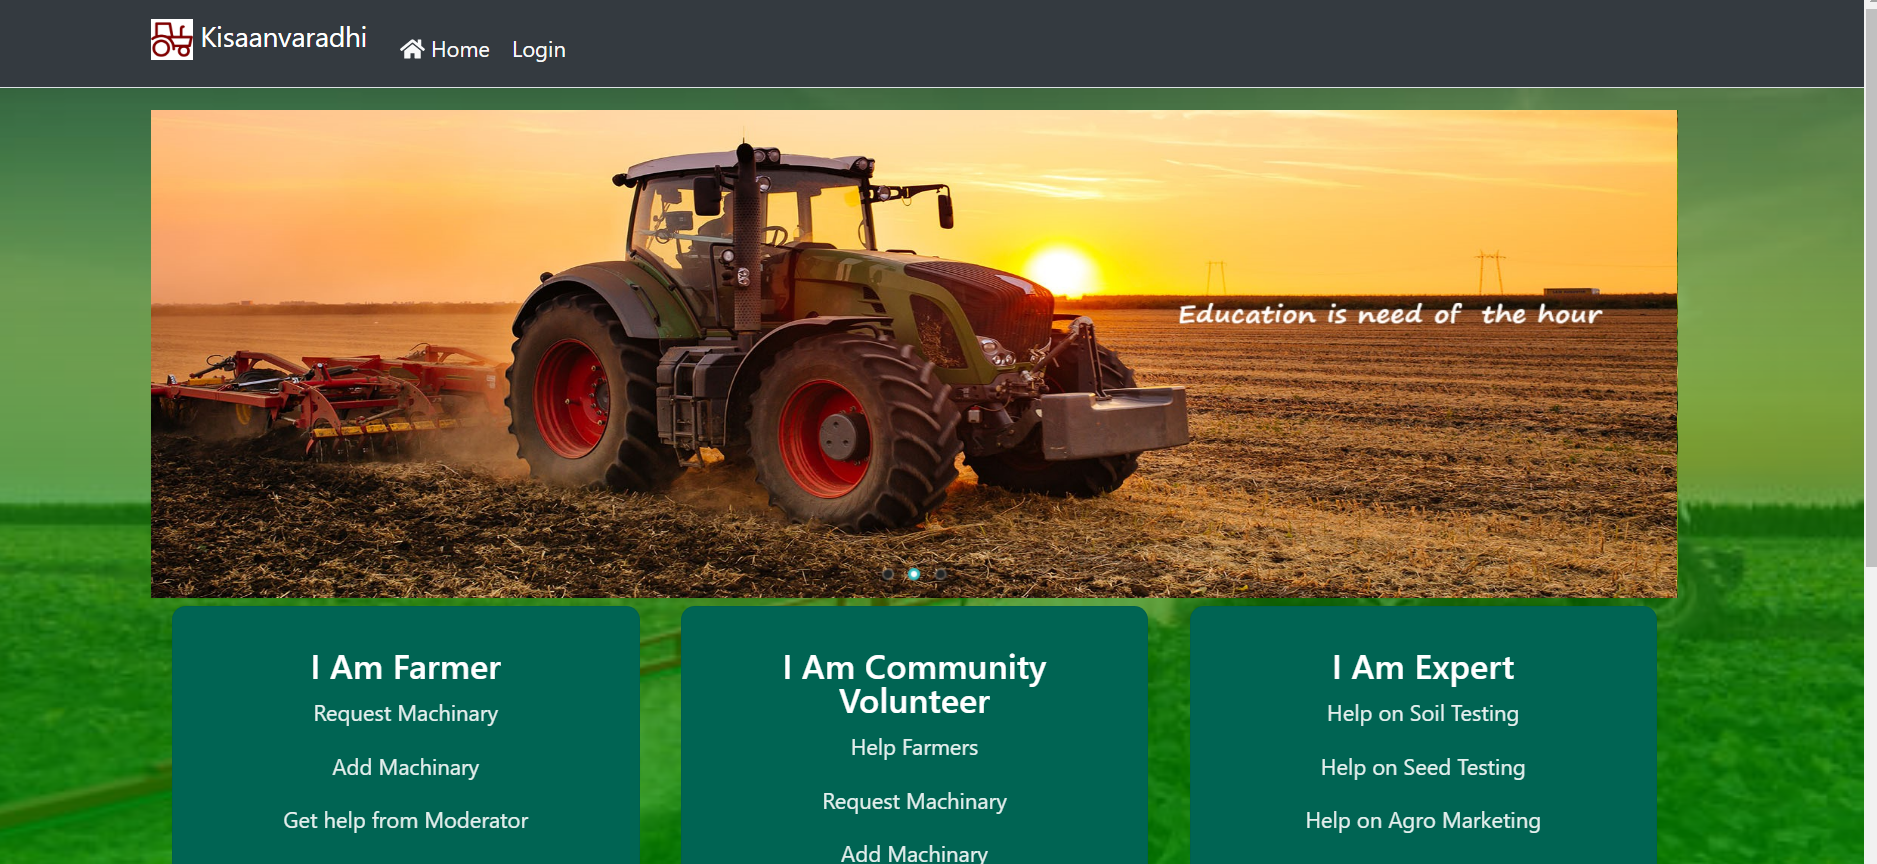 Kisaanvaradhi
Home Login
Education is need of the hour
I Am Farmer
Request Machinary
Add Machinary
Get help from Moderator
I Am Community
Volunteer
Help Farmers
Request Machinary
Add Machinary
I Am Expert
Help on Soil Testing
Help on Seed Testing
Help on Agro Marketing